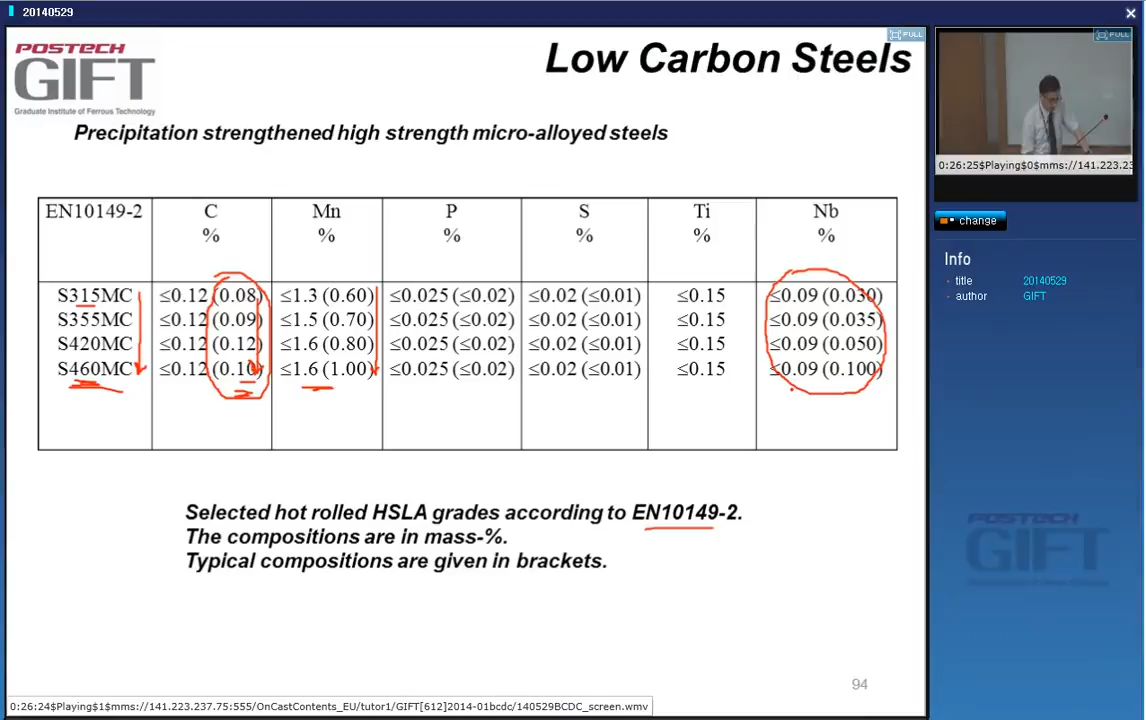 20140529
POSTECH
GIFT
Graduate Institute of Ferrous Technology
Low Carbon Steels
FULL
FULL
Precipitation strengthened high strength micro-alloyed steels
EN10149-2 C Mn P S Ti Nb
% % % % % %
S315MC ≤0.12 (0.08) ≤1.3 (0.60) ≤0.025 (≤0.02) ≤0.02 (≤0.01) ≤0.15 ≤0.09 (0.030)
S355MC ≤0.12 (0.09) ≤1.5 (0.70) ≤0.025 (≤0.02) ≤0.02 (≤0.01) ≤0.15 ≤0.09 (0.035)
S420MC ≤0.12 (0.12) ≤1.6 (0.80) ≤0.025 (≤0.02) ≤0.02 (≤0.01) ≤0.15 ≤0.09 (0.050)
S460MC ≤0.12 (0.10) ≤1.6 (1.00) ≤0.025 (≤0.02) ≤0.02 (≤0.01) ≤0.15 ≤0.09 (0.100)
Selected hot rolled HSLA grades according to EN10149-2.
The compositions are in mass-%.
Typical compositions are given in brackets.
94
0:26:24$Playing$1$mms://141.223.237.75:555/OnCastContents_EU/tutor1/GIFT[612]2014-01bcdc/140529BCDC_screen.wmv
0:26:25$Playing$0$mms://141.223.23
change
Info
title 20140529
author GIFT
POSTECH
GIFT